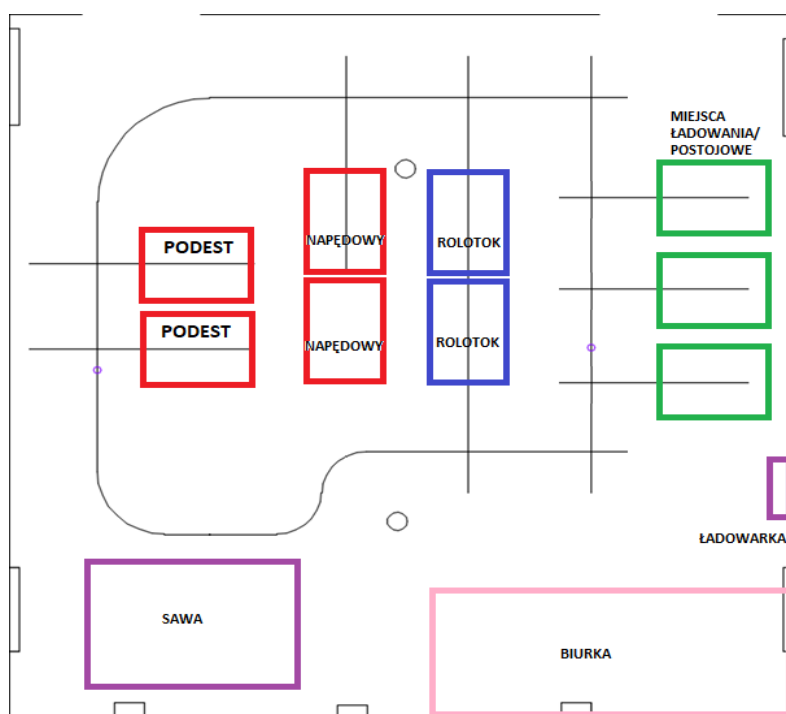 MIEJSCA
ŁADOWANIA/
POSTOJOWE
PODEST
NAPĘDOWY
ROLOTOK
PODEST
NAPĘDOWY
ROLOTOK
ŁADOWARKA
SAWA
BIURKA